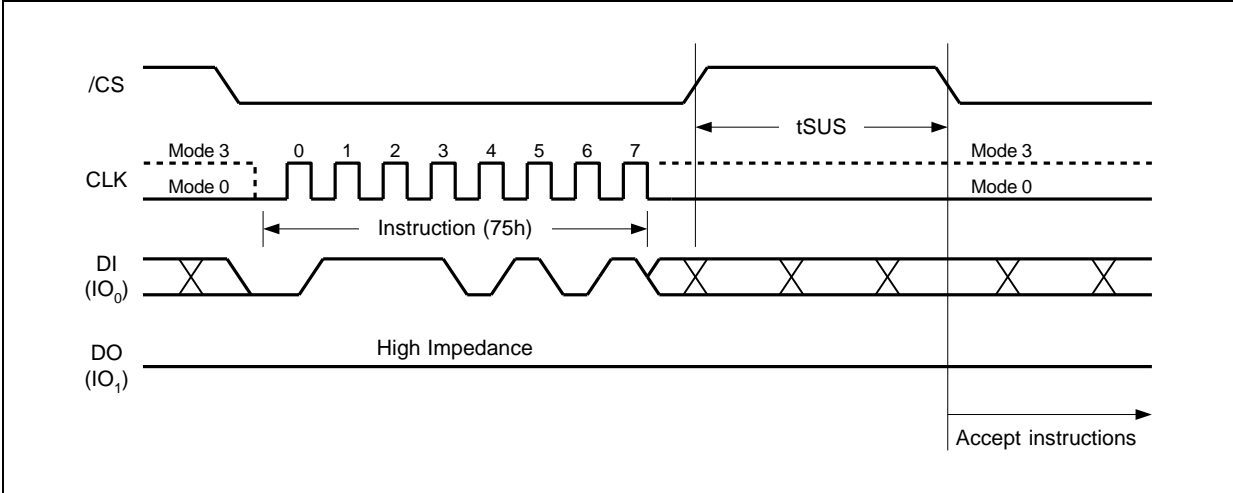 /CS
tSUS
Mode 3 0 1 2 3 4 5 6 7 Mode 3
CLK
Mode 0 Mode 0
Instruction (75h)
DI
(IO₀)
High Impedance
DO
(IO₁)
Accept instructions